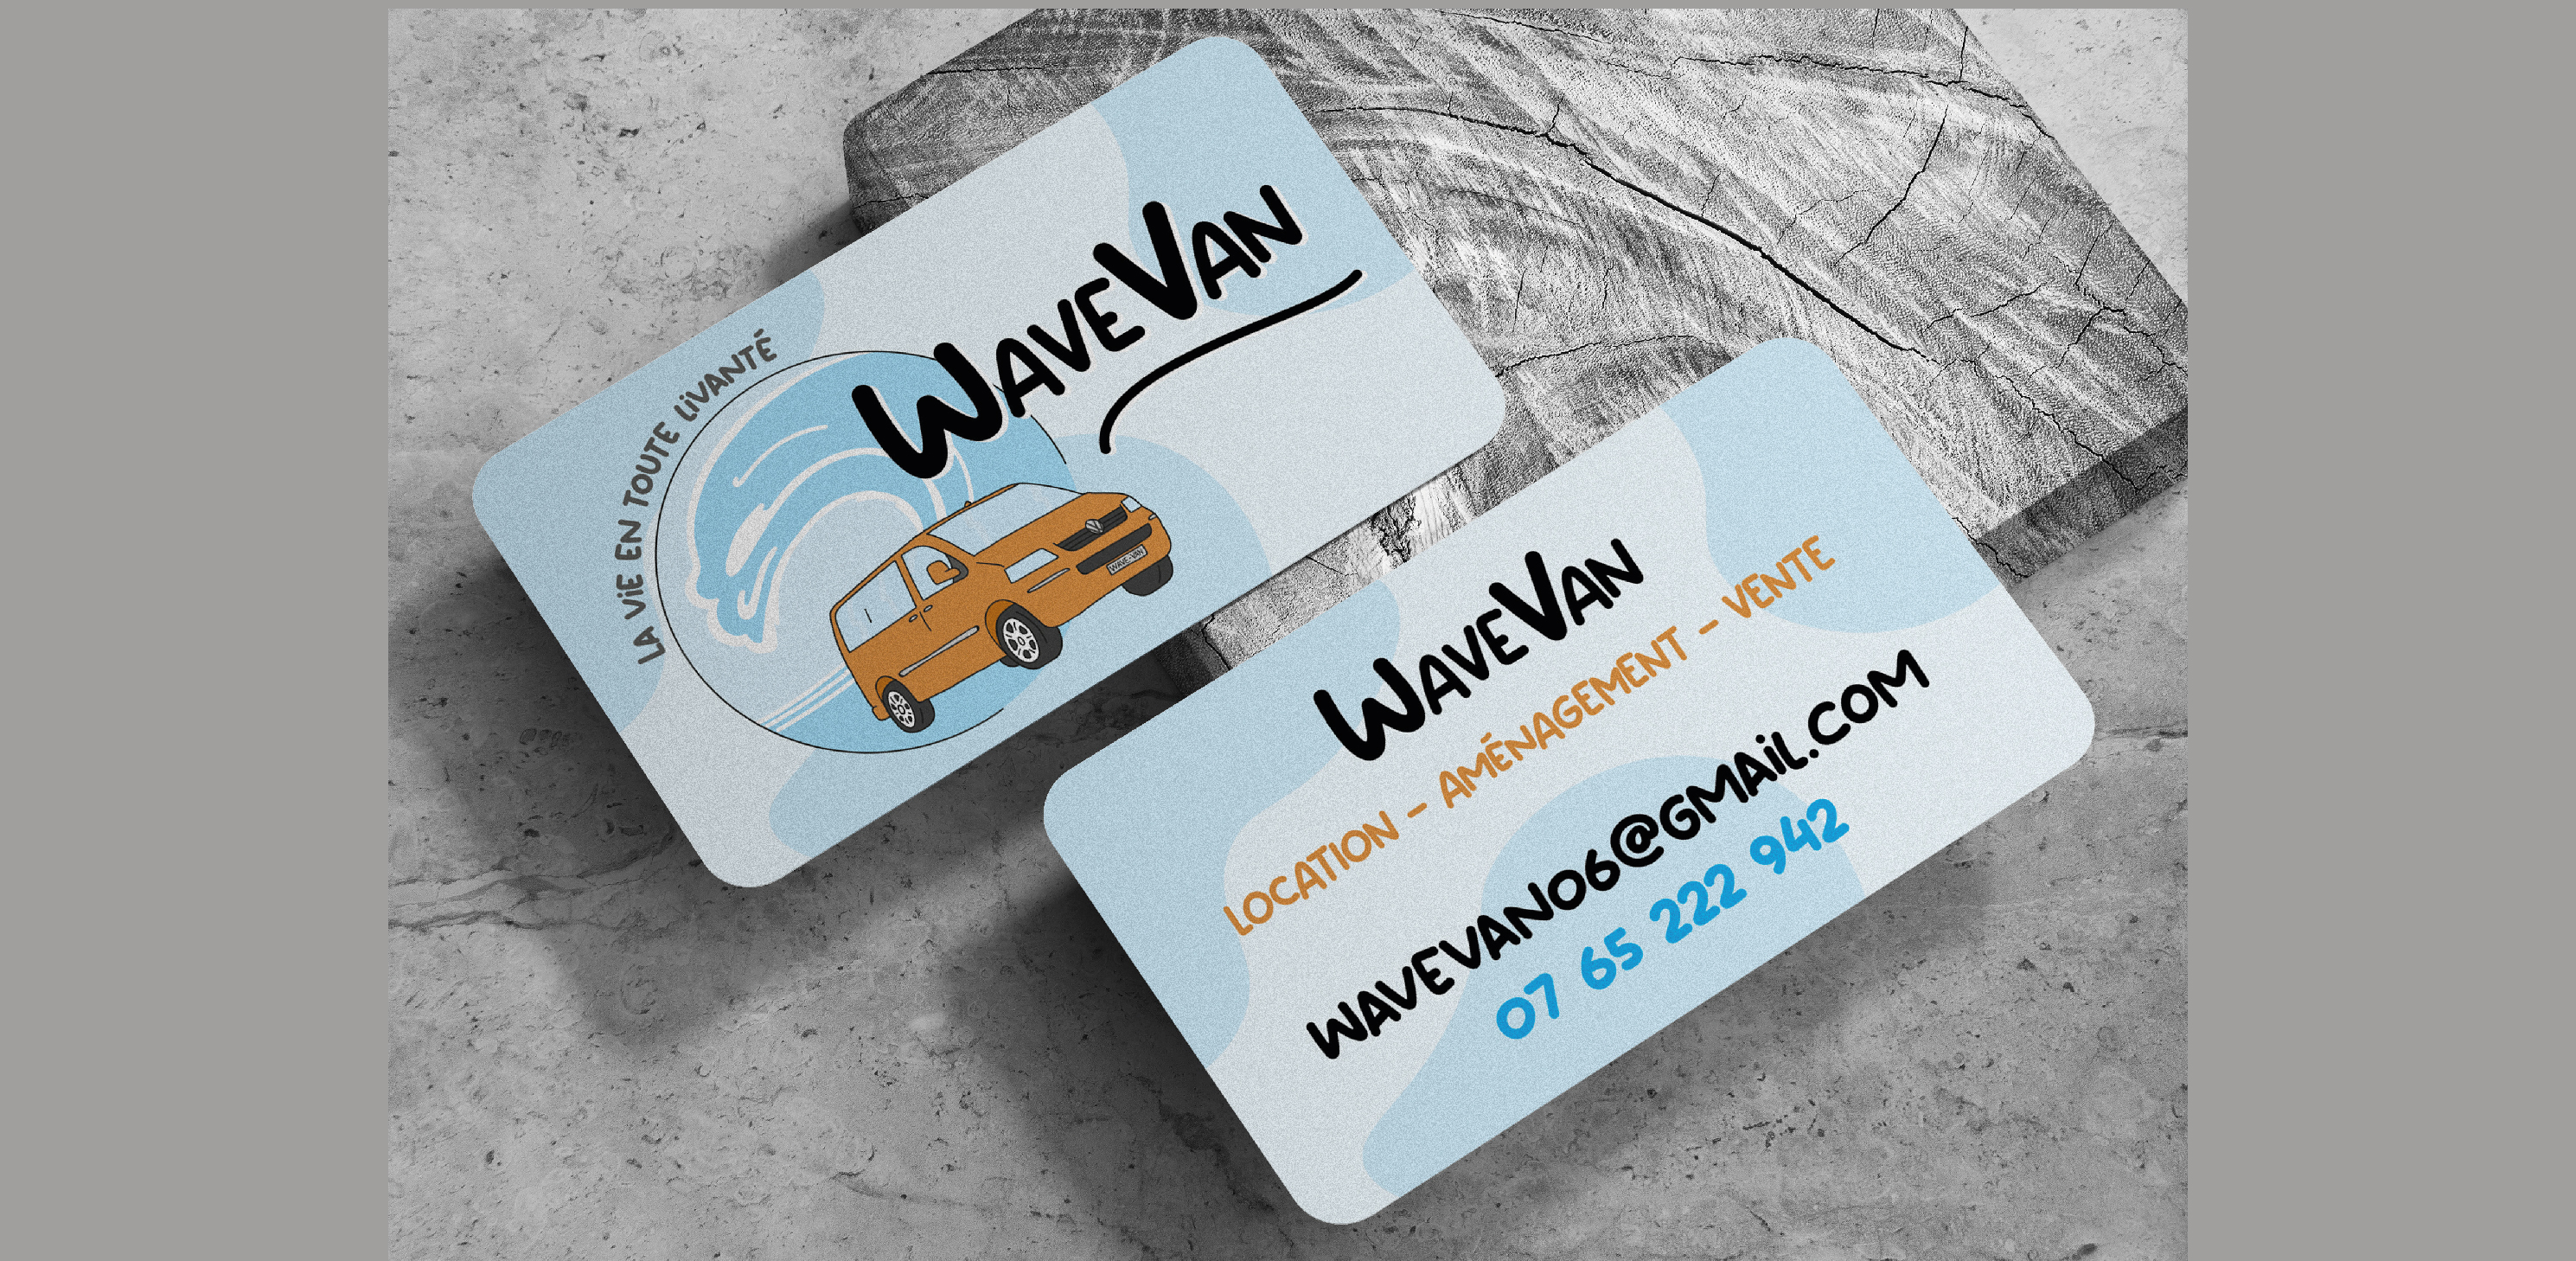 LA ViE EN TOUTE LiVANTÉ
WAVEVAN
WAVE-VAN
WAVEVAN
LOCATION - AMÉNAGEMENT - VENTE
WAVEVAN06@GMAiL.COM
07 65 222 942